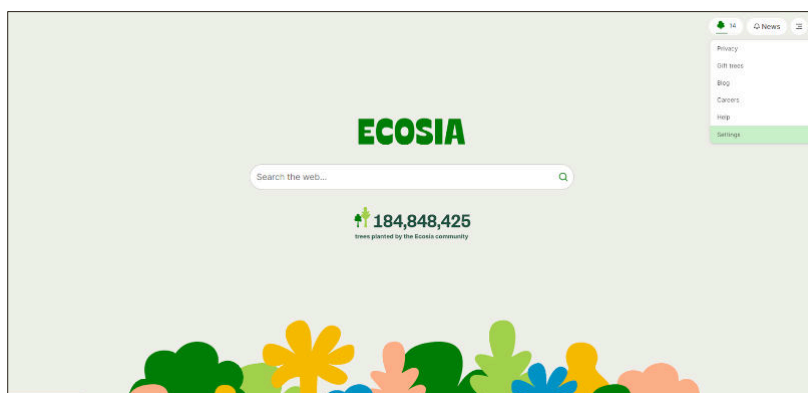 14
News
Privacy
Gift trees
Blog
Careers
Help
Settings
ECOSIA
Search the web...
184,848,425
trees planted by the Ecosia community